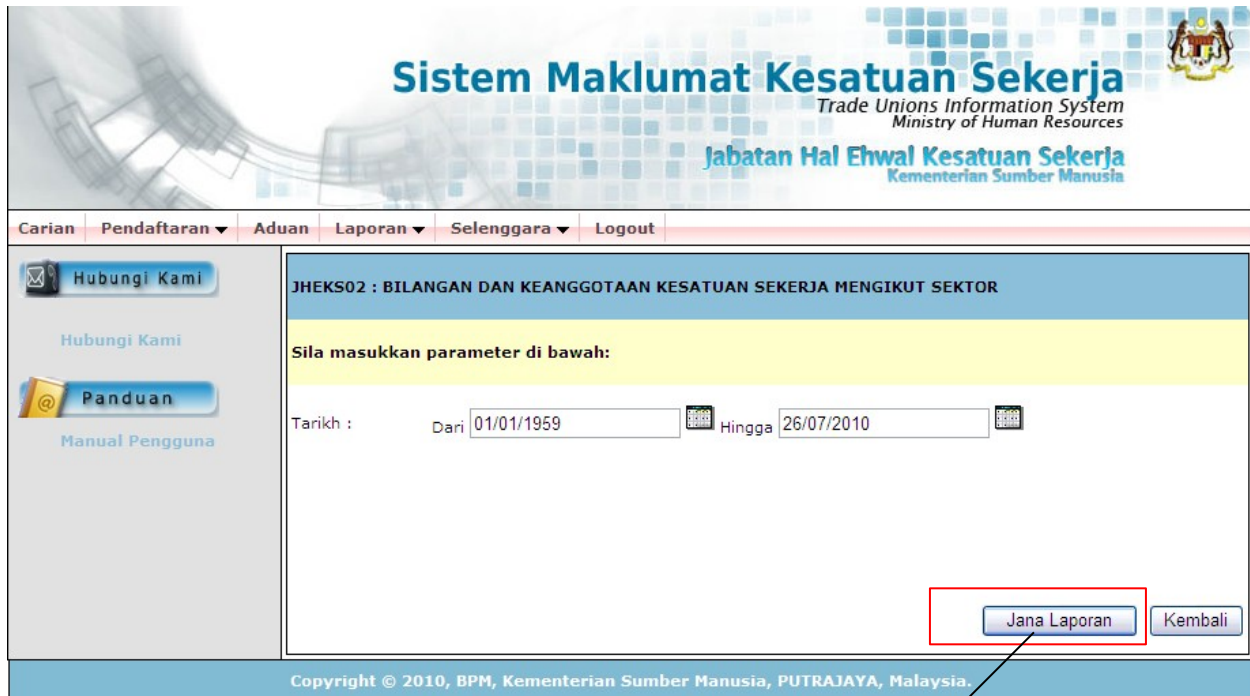 Sistem Maklumat Kesatuan Sekerja
Trade Unions Information System
Ministry of Human Resources
Jabatan Hal Ehwal Kesatuan Sekerja
Kementerian Sumber Manusia
Carian Pendaftaran Aduan Laporan Selenggara Logout
Hubungi Kami
Hubungi Kami
Panduan
Manual Pengguna
JHEKS02 : BILANGAN DAN KEANGGOTAAN KESATUAN SEKERJA MENGIKUT SEKTOR
Sila masukkan parameter di bawah:
Tarikh : Dari 01/01/1959 Hingga 26/07/2010
Jana Laporan Kembali
Copyright © 2010, BPM, Kementerian Sumber Manusia, PUTRAJAYA, Malaysia.